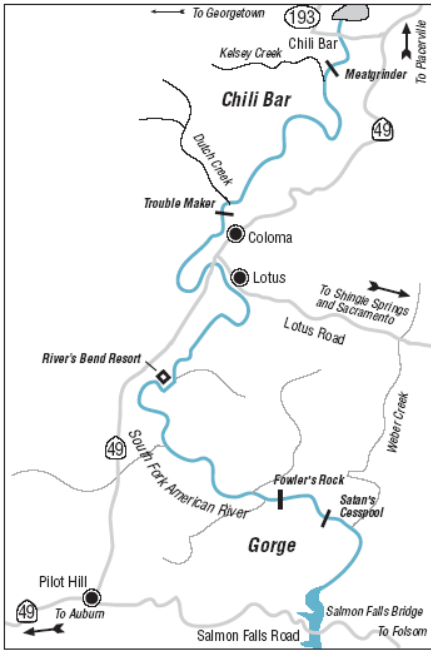 To Georgetown
193
Chili Bar
To Placerville
Kelsey Creek
Meatgrinder
Chili Bar
49
Dutch Creek
Trouble Maker
Coloma
Lotus
To Shingle Springs
and Sacramento
Lotus Road
River's Bend Resort
Weber Creek
49
South Fork American River
Fowler's Rock
Satan's
Cesspool
Gorge
Pilot Hill
49
To Auburn
Salmon Falls Bridge
Salmon Falls Road
To Folsom